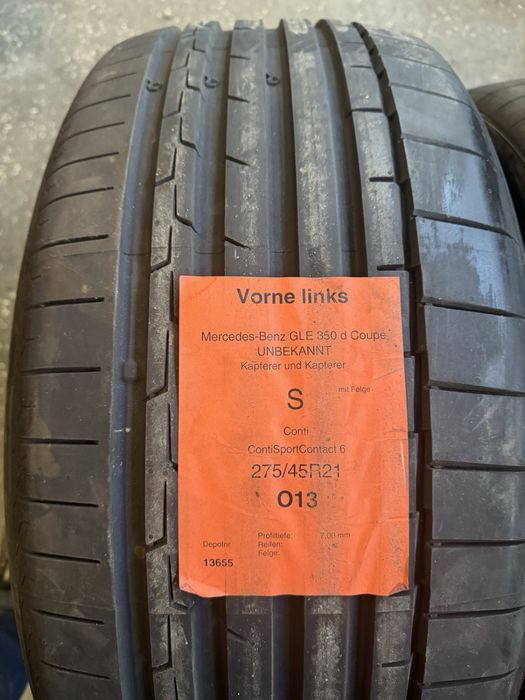 Vorne links
Mercedes-Benz GLE 350 d Coupe
UNBEKANNT
Kapferer und Kapferer
S mit Felge
Conti
ContiSportContact 6
275/45R21
O13
Profiltiefe: 7,00 mm
Depotnr Reifen:
Felge:
13655